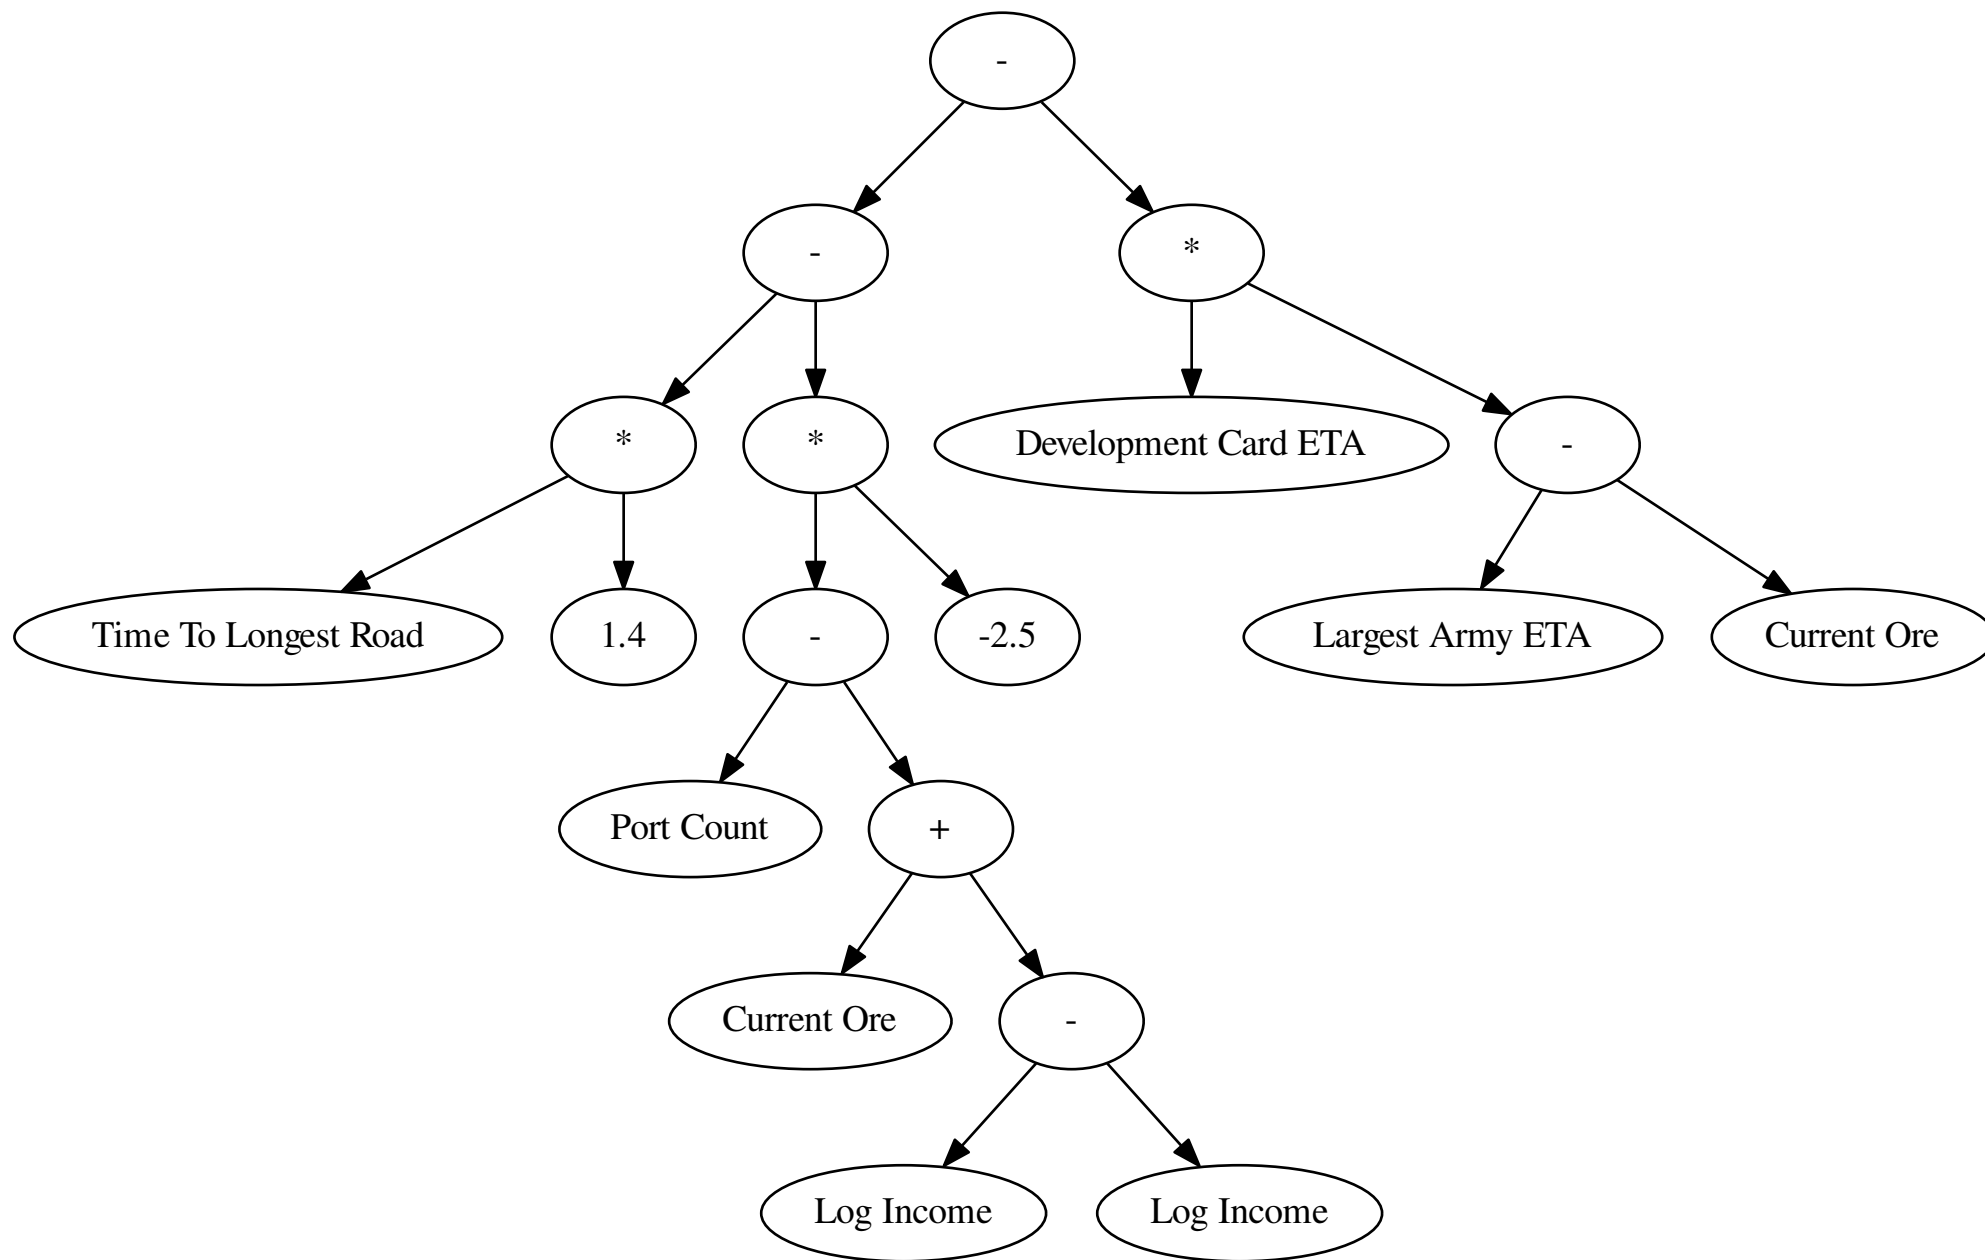 -
-
*
*
*
Development Card ETA
-
Time To Longest Road
1.4
-
-2.5
Largest Army ETA
Current Ore
Port Count
+
Current Ore
-
Log Income
Log Income